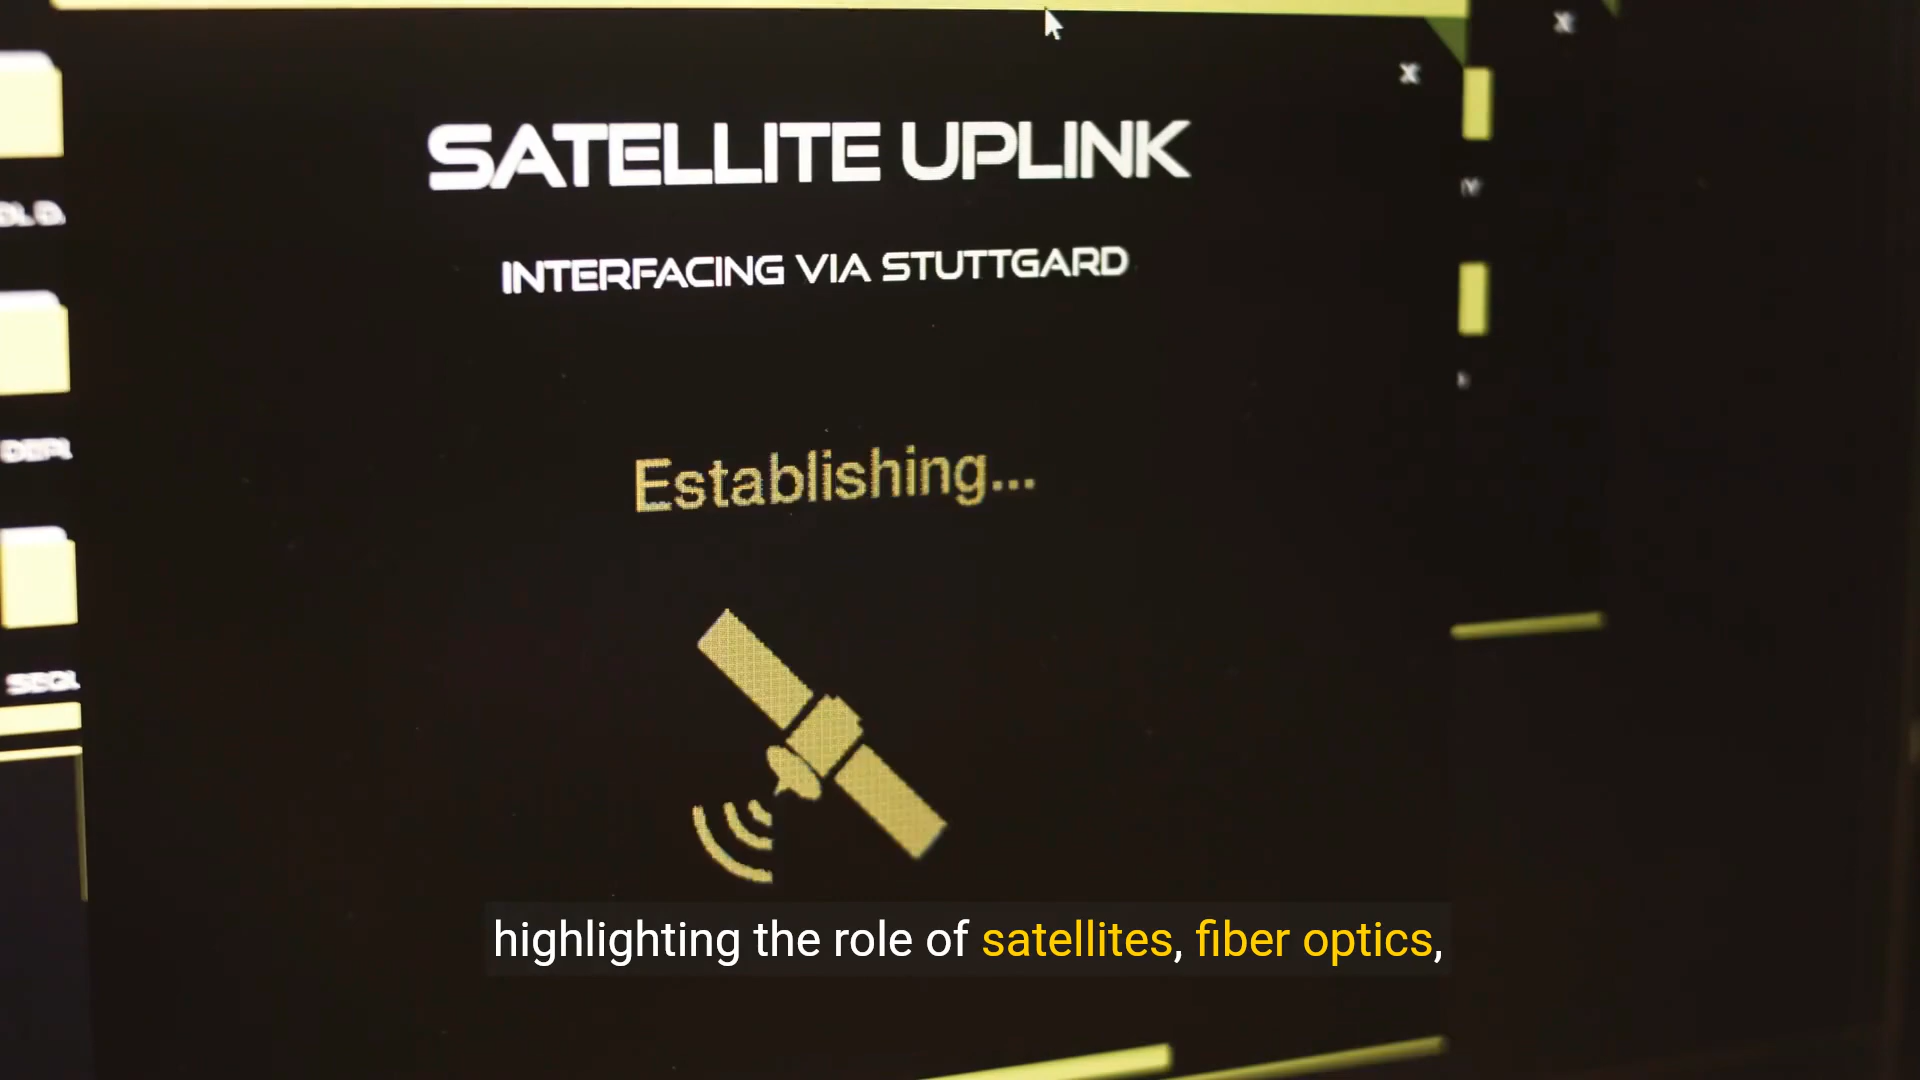 X
X
SATELLITE UPLINK
INTERFACING VIA STUTTGARD
Establishing...
highlighting the role of satellites, fiber optics,